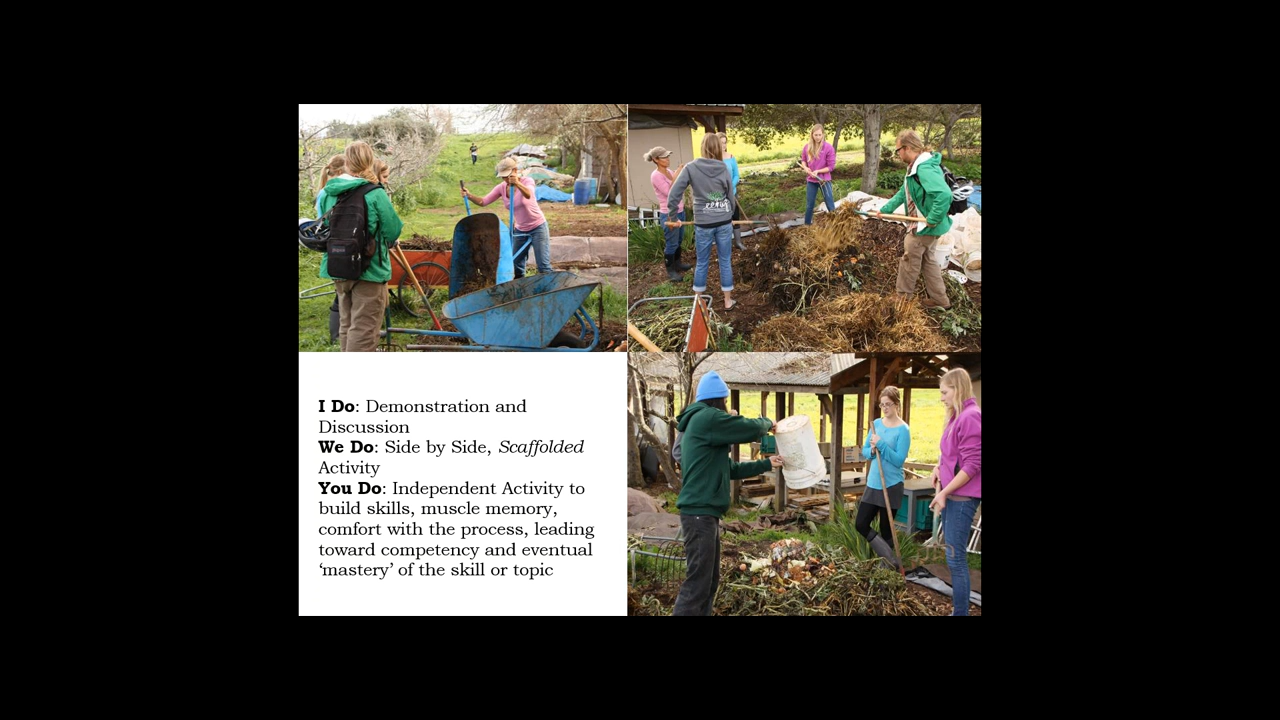 I Do: Demonstration and
Discussion
We Do: Side by Side, Scaffolded
Activity
You Do: Independent Activity to
build skills, muscle memory,
comfort with the process, leading
toward competency and eventual
‘mastery’ of the skill or topic